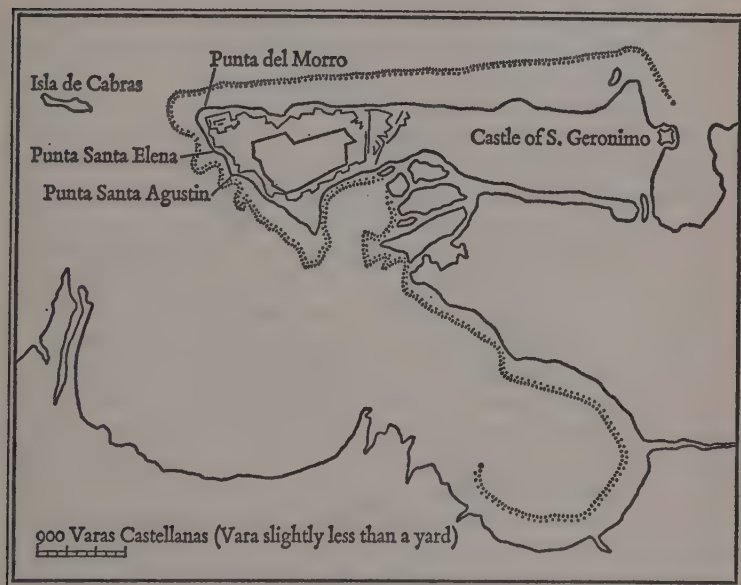 Punta del Morro
Isla de Cabras
Castle of S. Geronimo
Punta Santa Elena
Punta Santa Agustin
900 Varas Castellanas (Vara slightly less than a yard)